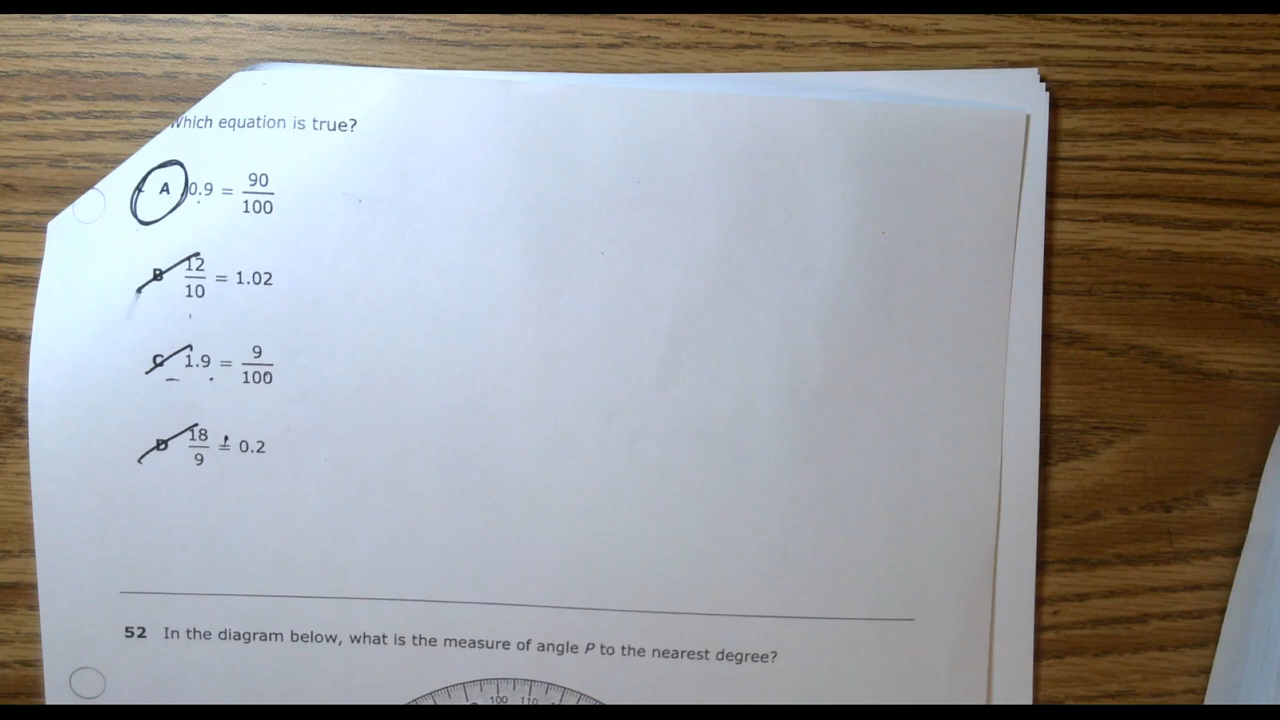 Which equation is true?
A 0.9 = 90/100
B 12/10 = 1.02
C 1.9 = 9/100
D 18/9 = 0.2
52 In the diagram below, what is the measure of angle P to the nearest degree?
100 110